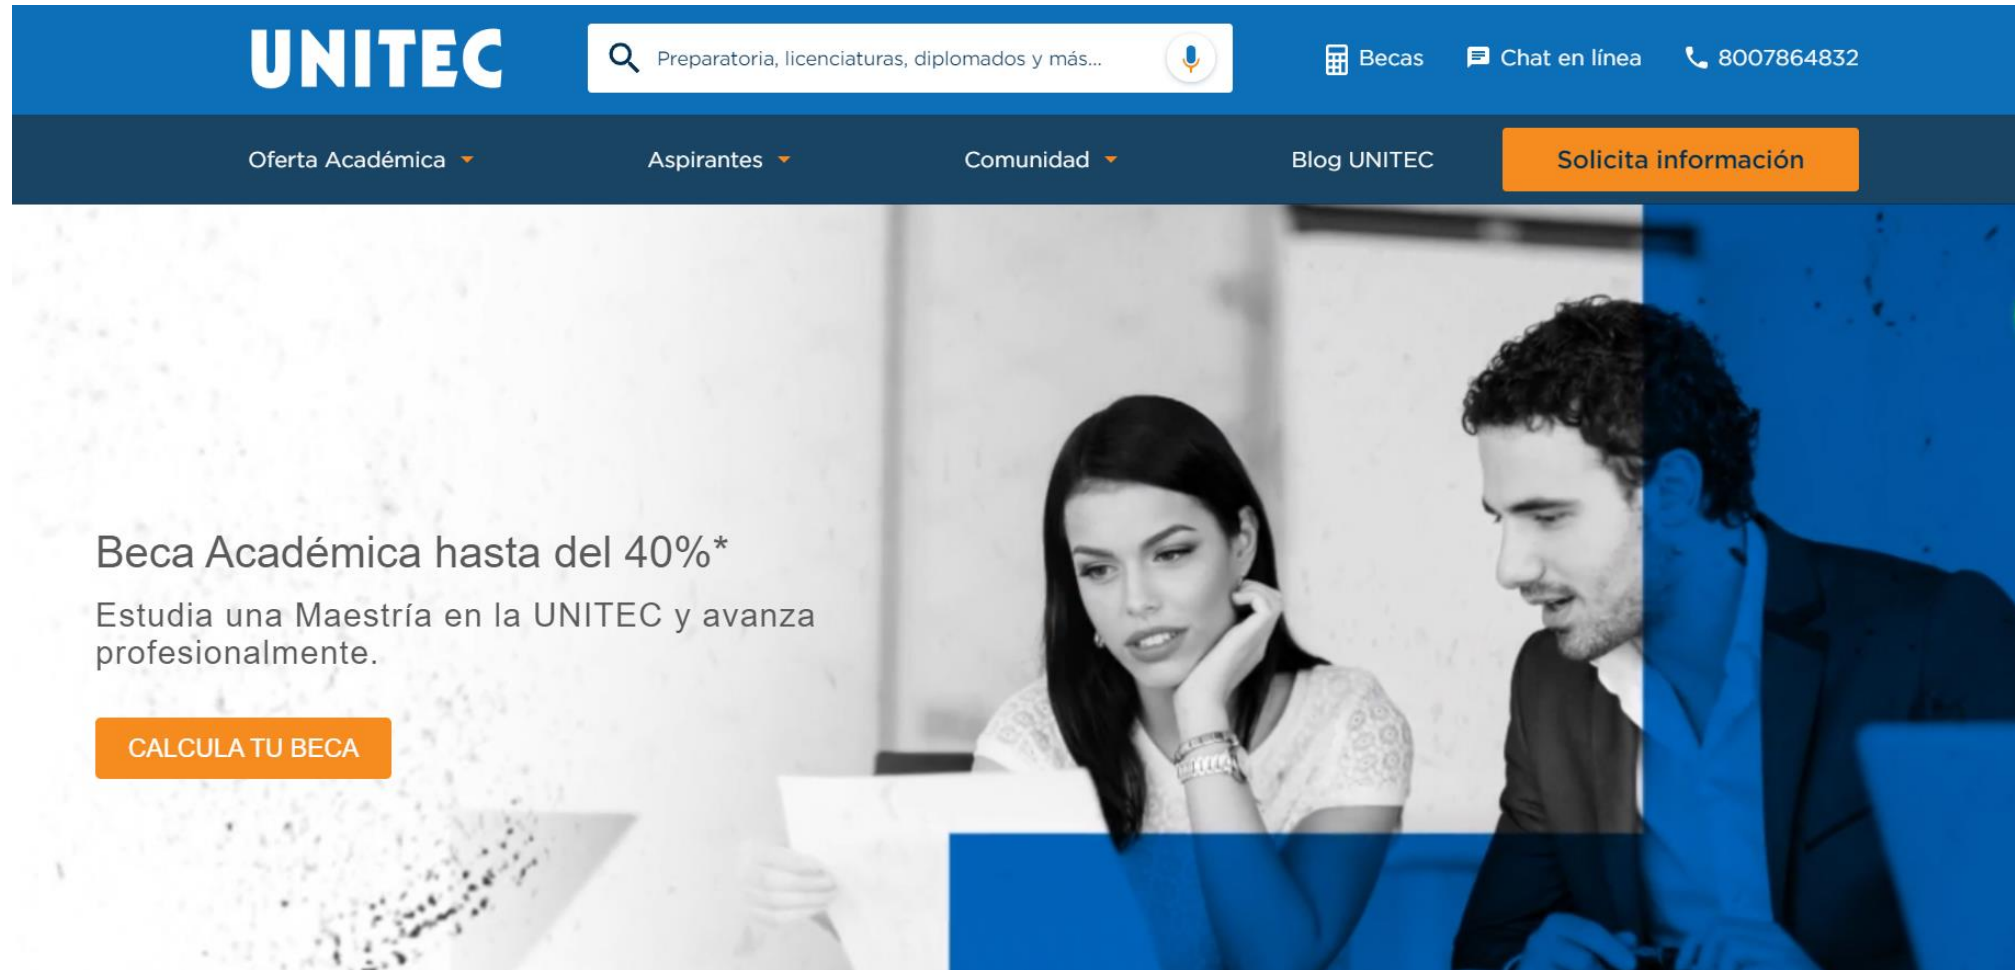 UNITEC
Preparatoria, licenciaturas, diplomados y más...
Becas
Chat en línea
8007864832
Oferta Académica
Aspirantes
Comunidad
Blog UNITEC
Solicita información
Beca Académica hasta del 40%*
Estudia una Maestría en la UNITEC y avanza
profesionalmente.
CALCULA TU BECA